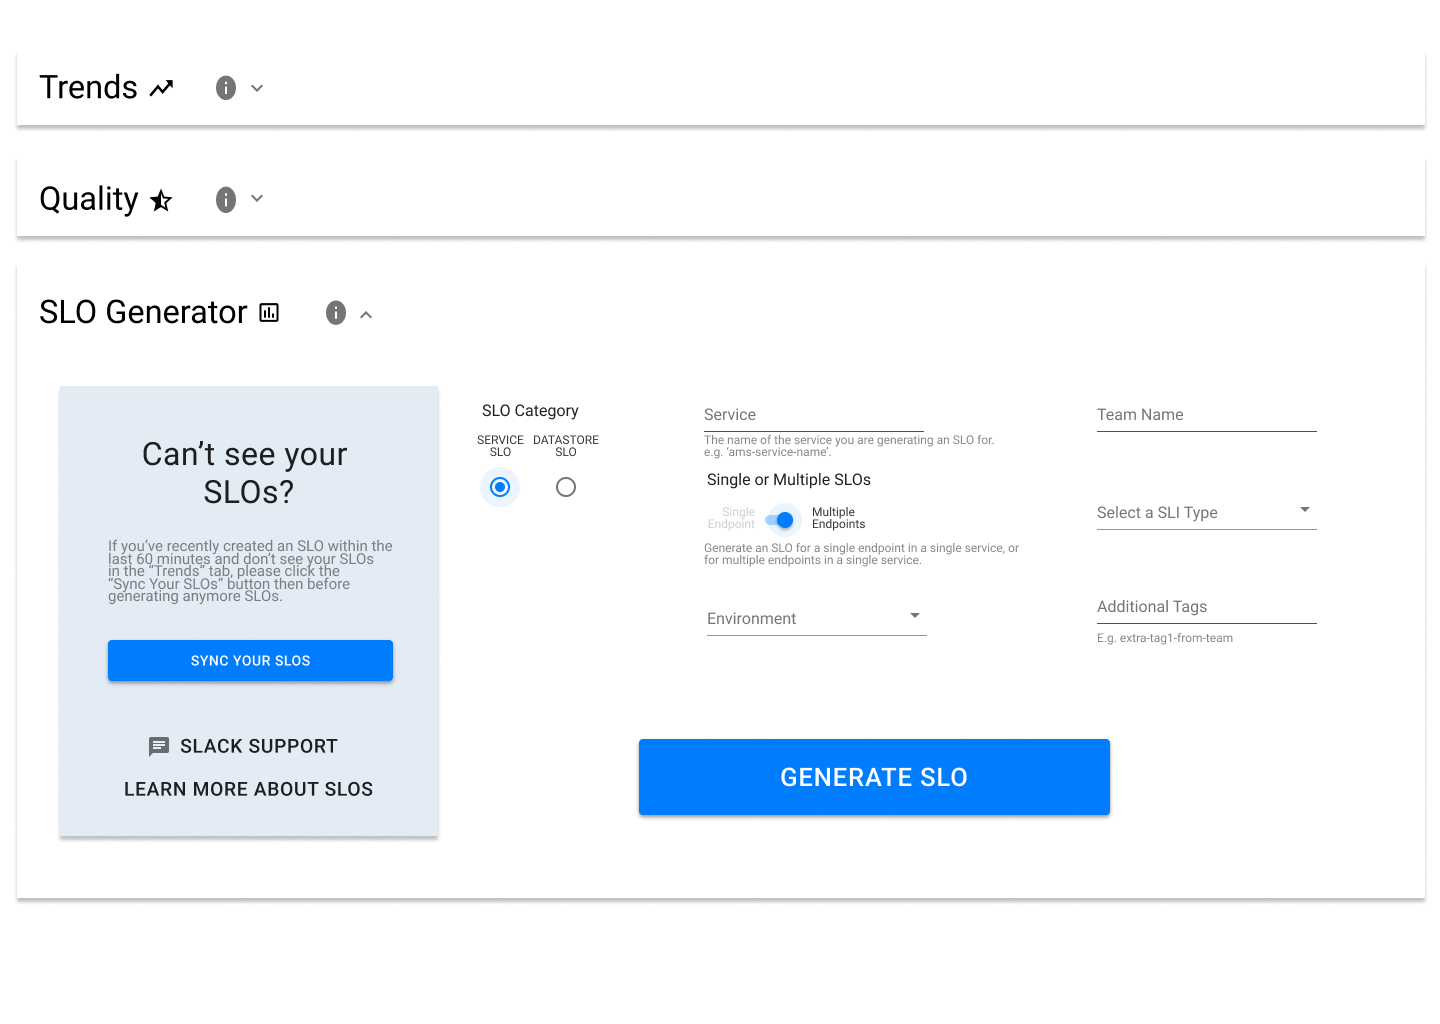 Trends
Quality
SLO Generator
Can’t see your
SLOs?
If you’ve recently created an SLO within the
last 60 minutes and don’t see your SLOs
in the “Trends” tab, please click the
“Sync Your SLOs” button then before
generating anymore SLOs.
SYNC YOUR SLOS
SLACK SUPPORT
LEARN MORE ABOUT SLOS
SLO Category
SERVICE
SLO
DATASTORE
SLO
Service
The name of the service you are generating an SLO for.
e.g. ‘ams-service-name’.
Single or Multiple SLOs
Single
Endpoint
Multiple
Endpoints
Generate an SLO for a single endpoint in a single service, or
for multiple endpoints in a single service.
Environment
Team Name
Select a SLI Type
Additional Tags
E.g. extra-tag1-from-team
GENERATE SLO